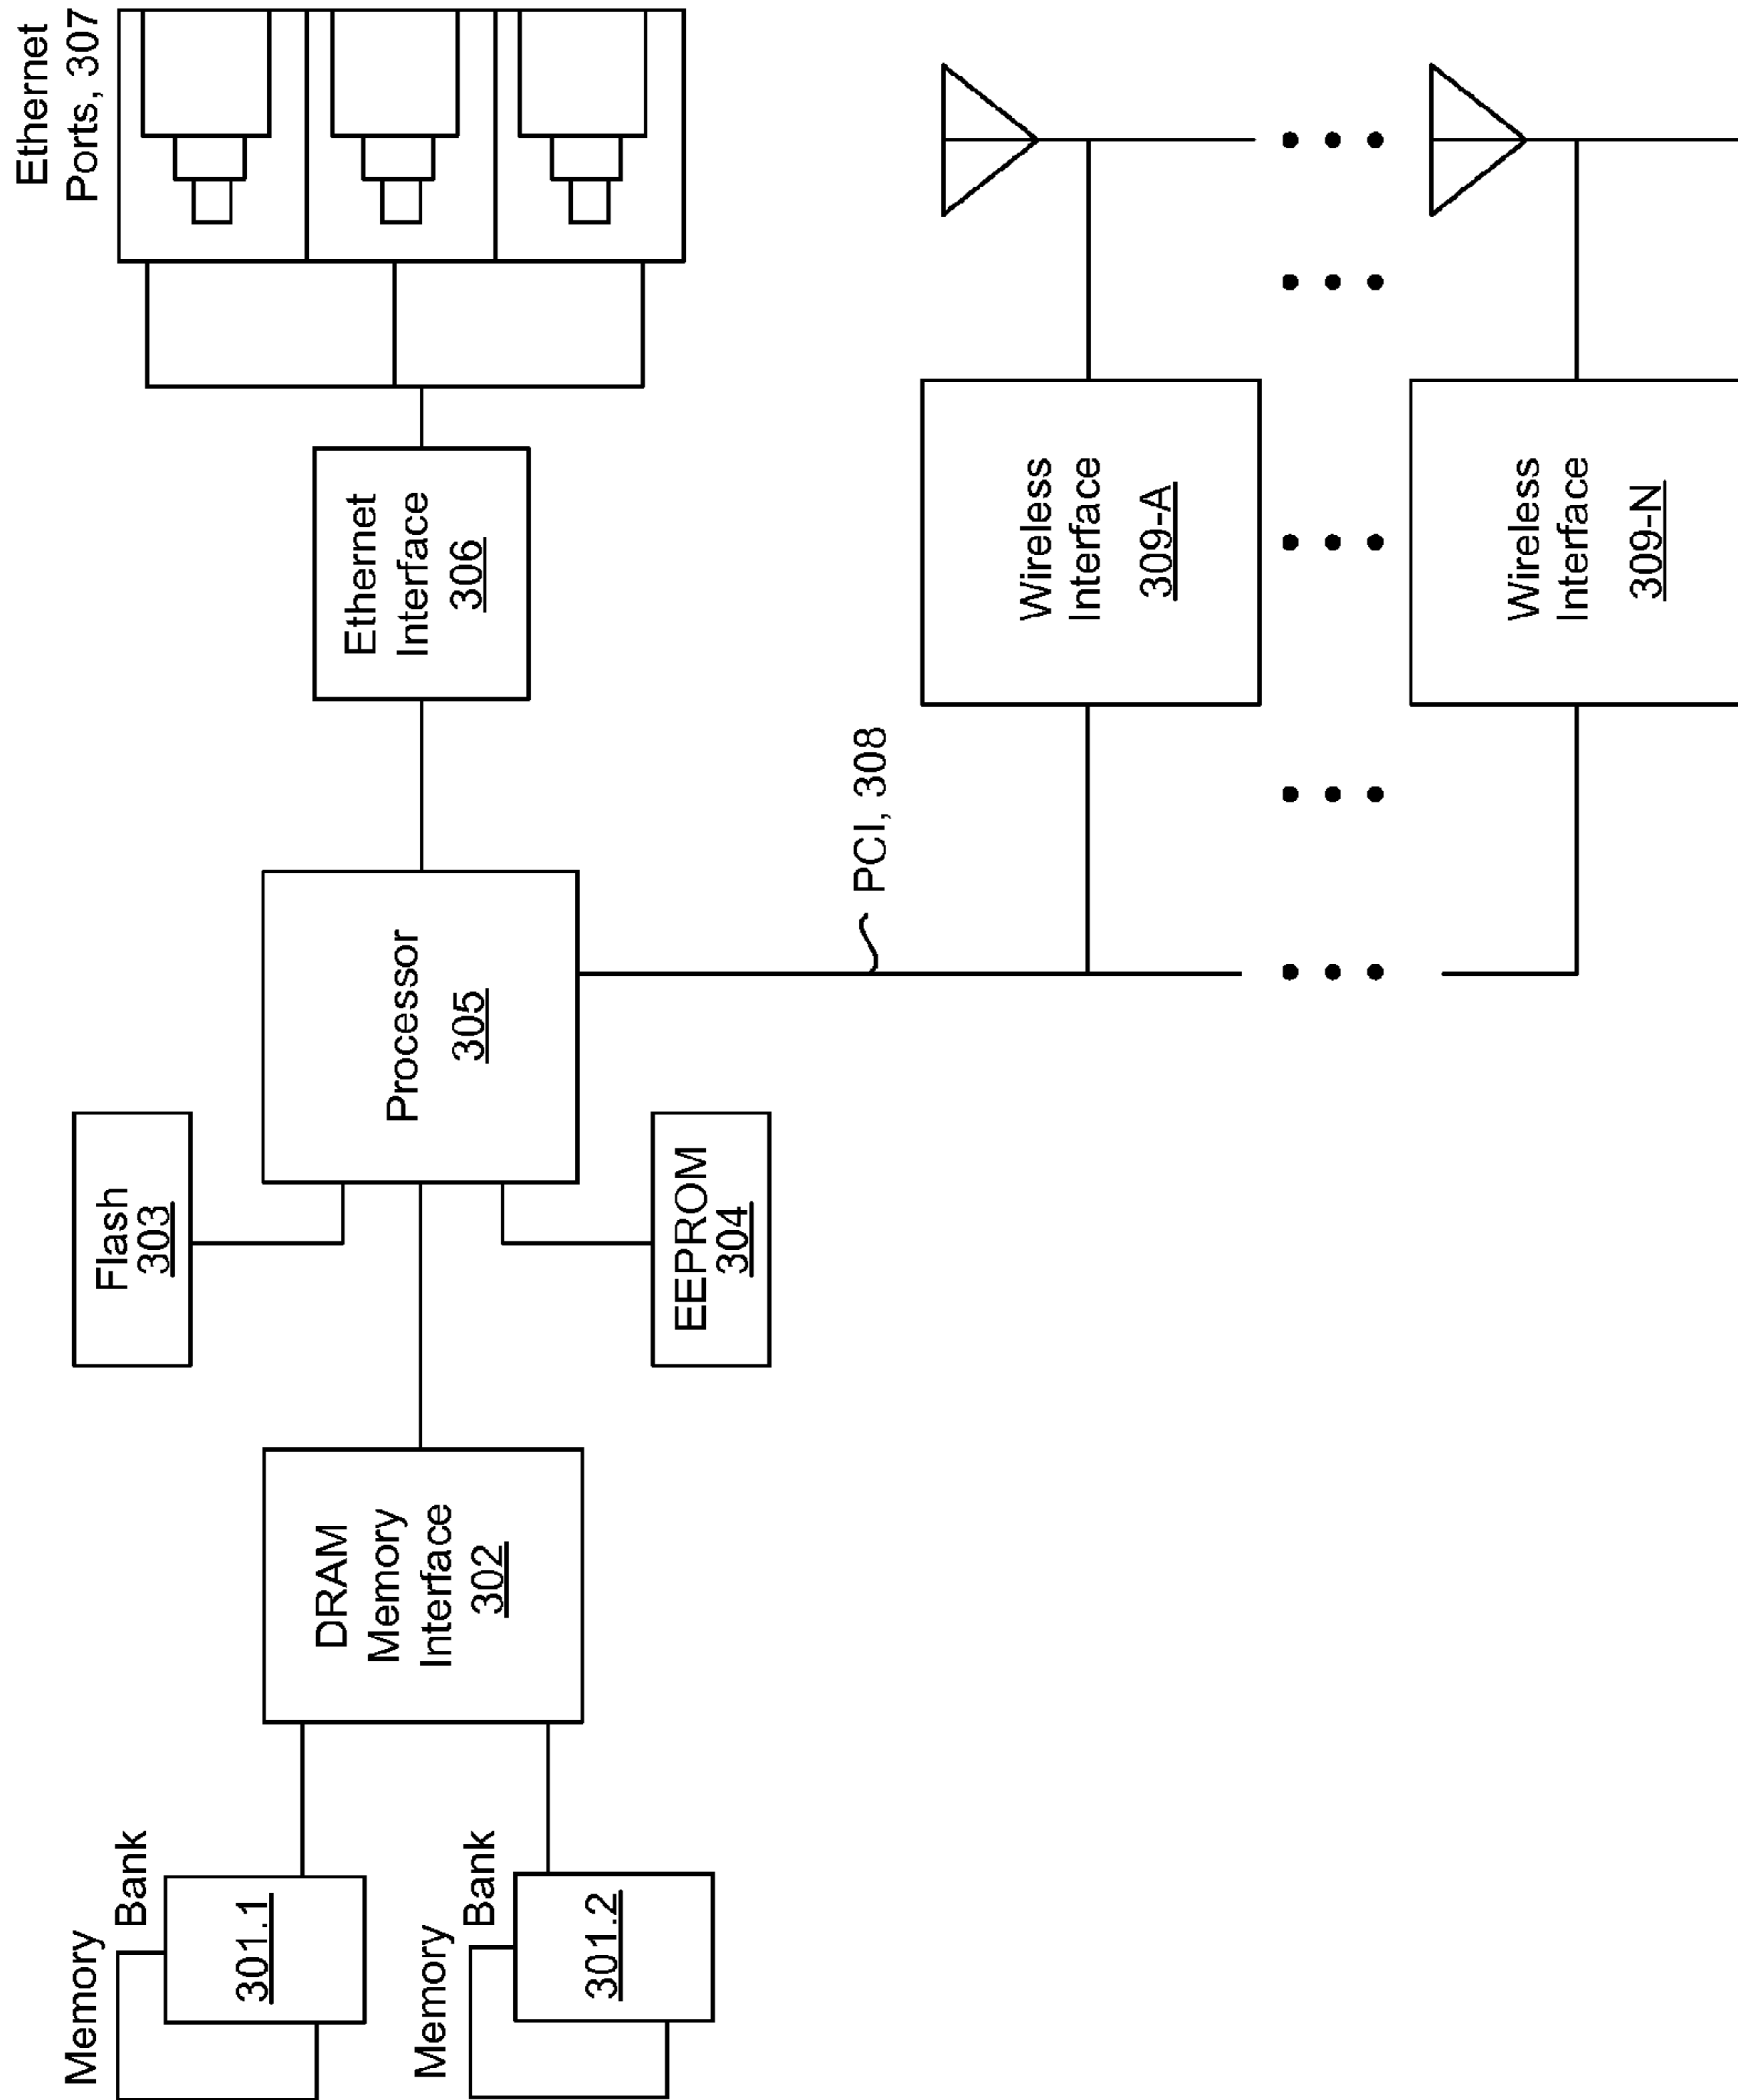 Memory
Bank
301.1
Memory
Bank
301.2
DRAM
Memory
Interface
302
Flash
303
EEPROM
304
Processor
305
Ethernet
Interface
306
Ethernet
Ports, 307
PCI, 308
Wireless
Interface
309-A
Wireless
Interface
309-N